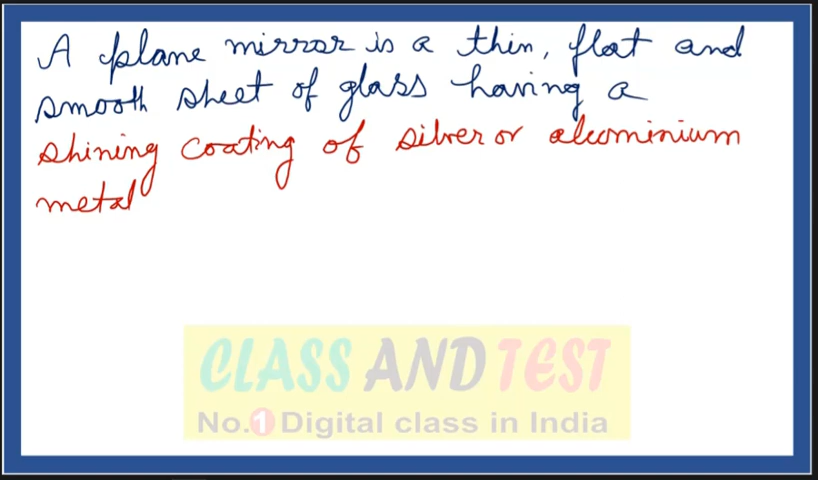 A plane mirror is a thin, flat and
smooth sheet of glass having a
shining coating of silver or aluminium
metal
CLASS AND TEST
No.1 Digital class in India